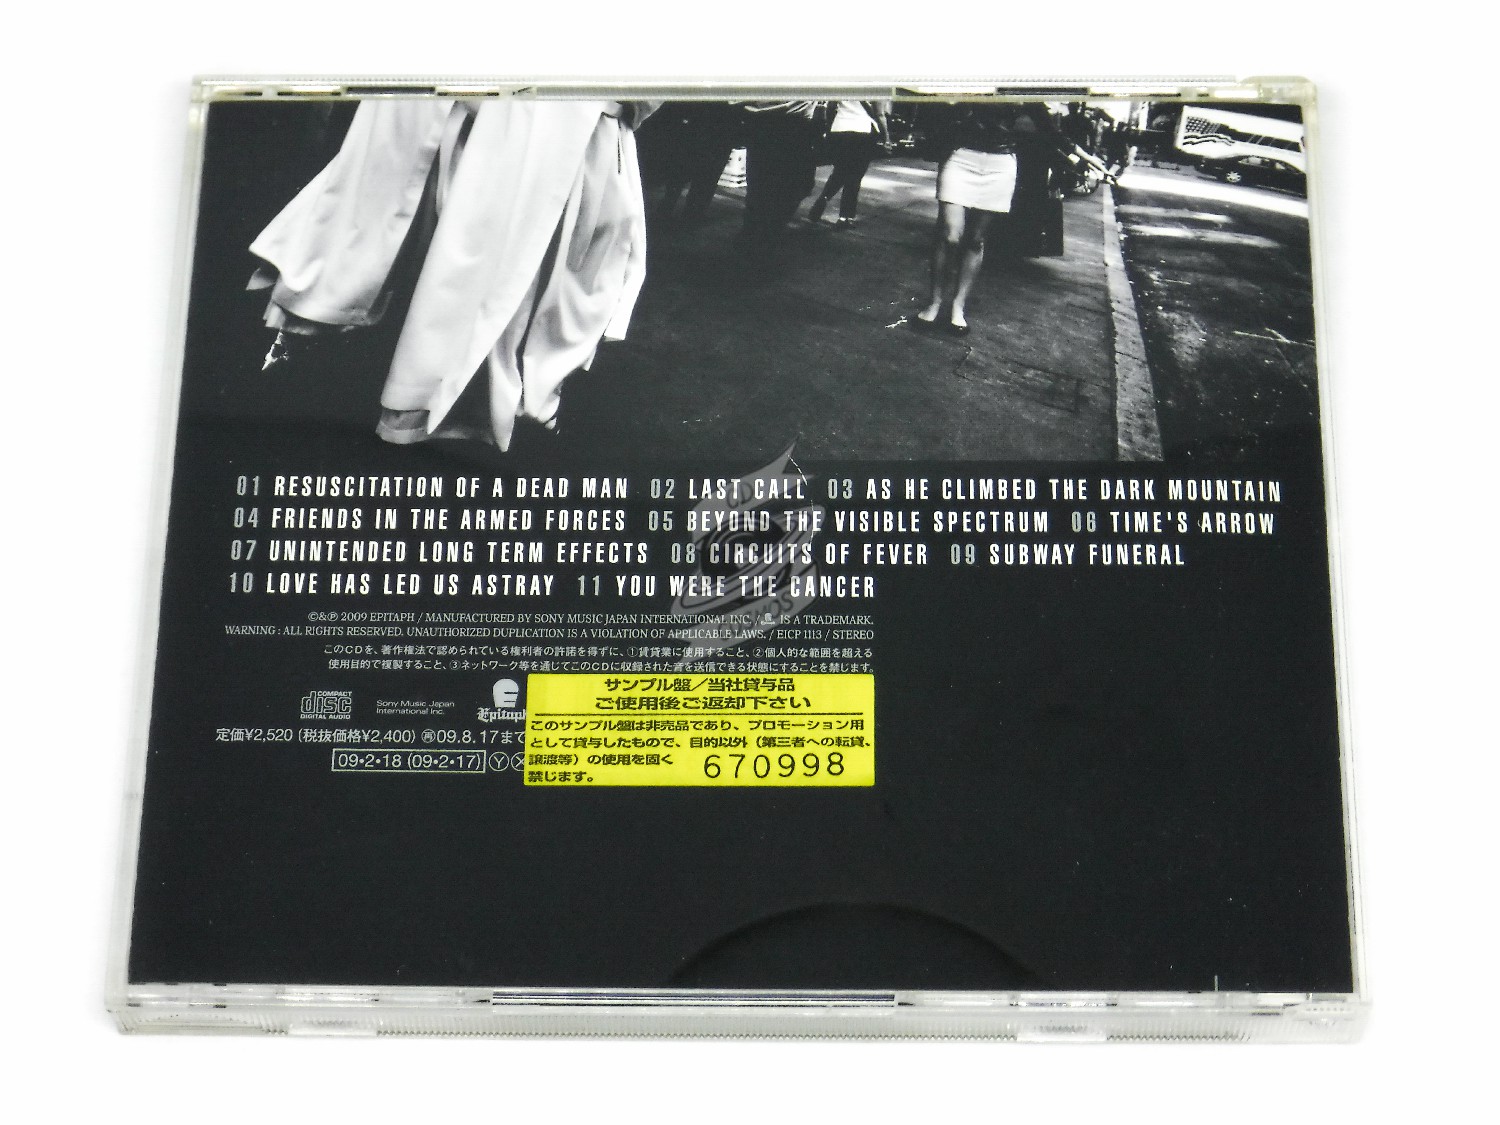 01 RESUSCITATION OF A DEAD MAN 02 LAST CALL 03 AS HE CLIMBED THE DARK MOUNTAIN
04 FRIENDS IN THE ARMED FORCES 05 BEYOND THE VISIBLE SPECTRUM 06 TIME'S ARROW
07 UNINTENDED LONG TERM EFFECTS 08 CIRCUITS OF FEVER 09 SUBWAY FUNERAL
10 LOVE HAS LED US ASTRAY 11 YOU WERE THE CANCER
CD
DEMOS
©&℗ 2009 EPITAPH / MANUFACTURED BY SONY MUSIC JAPAN INTERNATIONAL INC. / IS A TRADEMARK.
WARNING : ALL RIGHTS RESERVED. UNAUTHORIZED DUPLICATION IS A VIOLATION OF APPLICABLE LAWS. / EICP 1113 / STEREO
このCDを、著作権法で認められている権利者の許諾を得ずに、①賃貸業に使用すること、②個人的な範囲を超える
使用目的で複製すること、③ネットワーク等を通じてこのCDに収録された音を送信できる状態にすることを禁じます。
COMPACT
disc
DIGITAL AUDIO
Sony Music Japan
International Inc.
Epitaph
定価¥2,520 (税抜価格¥2,400) ㋬09.8.17まで
09•2•18 (09•2•17) Ⓨ Ⓧ
サンプル盤／当社貸与品
ご使用後ご返却下さい
このサンプル盤は非売品であり、プロモーション用
として貸与したもので、目的以外（第三者への転貸、
譲渡等）の使用を固く
禁じます。
670998